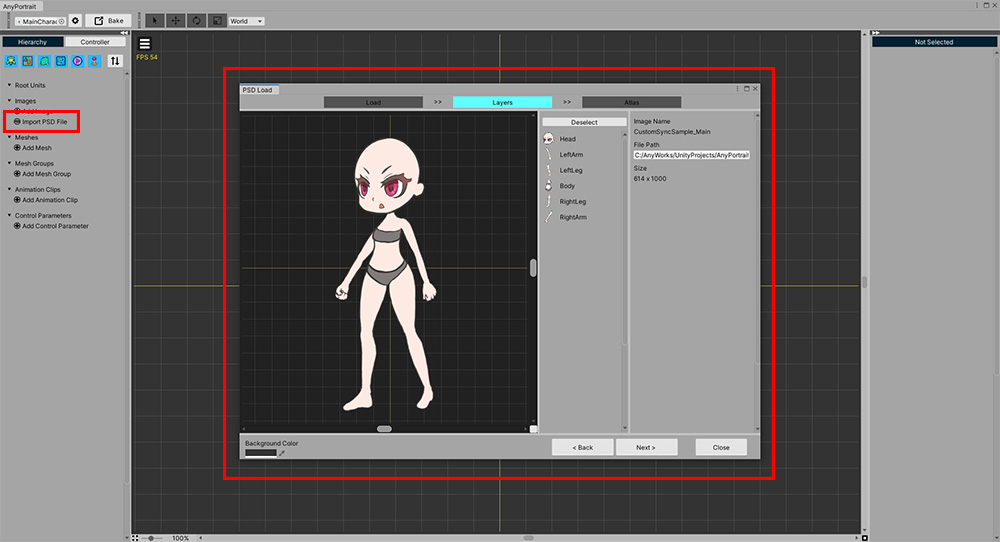 AnyPortrait
MainCharac
Bake
World
Hierarchy
Controller
Not Selected
FPS 54
Root Units
Images
Import PSD File
Meshes
Add Mesh
Mesh Groups
Add Mesh Group
Animation Clips
Add Animation Clip
Control Parameters
Add Control Parameter
PSD Load
Load
>>
Layers
>>
Atlas
Deselect
Head
LeftArm
LeftLeg
Body
RightLeg
RightArm
Image Name
CustomSyncSample_Main
File Path
C:/AnyWorks/UnityProjects/AnyPortrait
Size
614 x 1000
Background Color
< Back
Next >
Close
100%